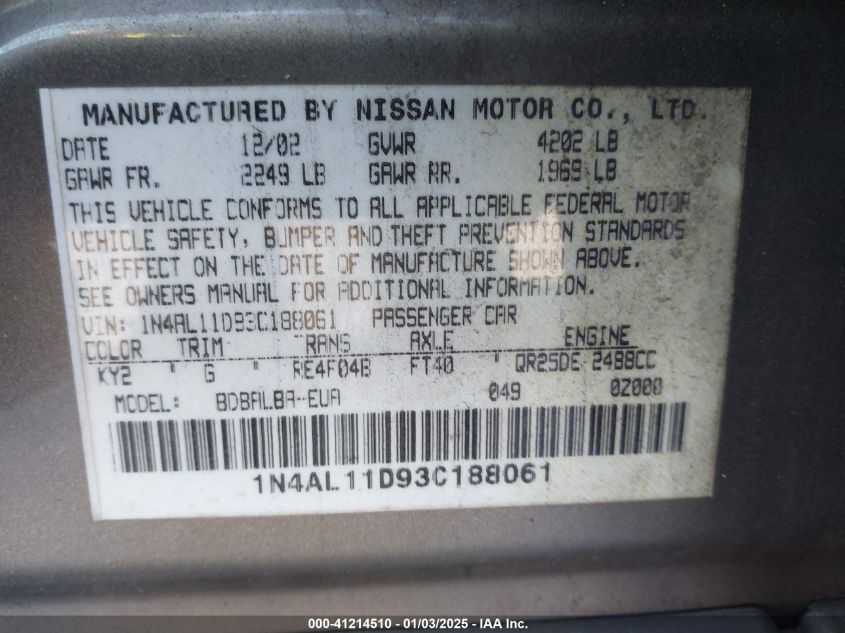 MANUFACTURED BY NISSAN MOTOR CO., LTD.
DATE 12/02 GVWR 4202 LB
GAWR FR. 2249 LB GAWR RR. 1969 LB
THIS VEHICLE CONFORMS TO ALL APPLICABLE FEDERAL MOTOR
VEHICLE SAFETY, BUMPER AND THEFT PREVENTION STANDARDS
IN EFFECT ON THE DATE OF MANUFACTURE SHOWN ABOVE.
SEE OWNERS MANUAL FOR ADDITIONAL INFORMATION.
VIN: 1N4AL11D93C188061 PASSENGER CAR
COLOR TRIM TRANS AXLE ENGINE
KY2 " G " RE4F04B FT40 " QR25DE 2488CC
MODEL: BDBALBA-EUA 049 0Z000
1N4AL11D93C188061
000-41214510 - 01/03/2025 - IAA Inc.